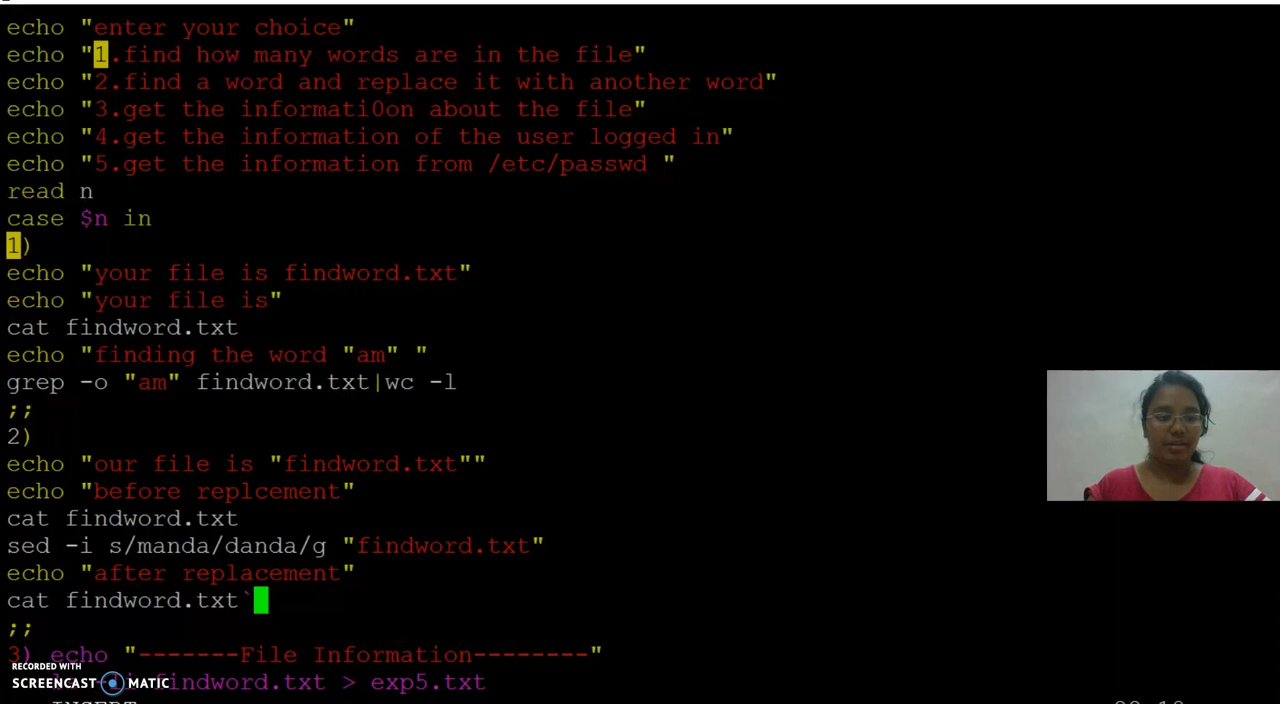 echo "enter your choice"
echo "1.find how many words are in the file"
echo "2.find a word and replace it with another word"
echo "3.get the informati0on about the file"
echo "4.get the information of the user logged in"
echo "5.get the information from /etc/passwd "
read n
case $n in
1)
echo "your file is findword.txt"
echo "your file is"
cat findword.txt
echo "finding the word "am" "
grep -o "am" findword.txt|wc -l
;;
2)
echo "our file is "findword.txt""
echo "before replcement"
cat findword.txt
sed -i s/manda/danda/g "findword.txt"
echo "after replacement"
cat findword.txt`
;;
3) echo "-------File Information--------"
findword.txt > exp5.txt
RECORDED WITH
SCREENCAST MATIC
INSERT